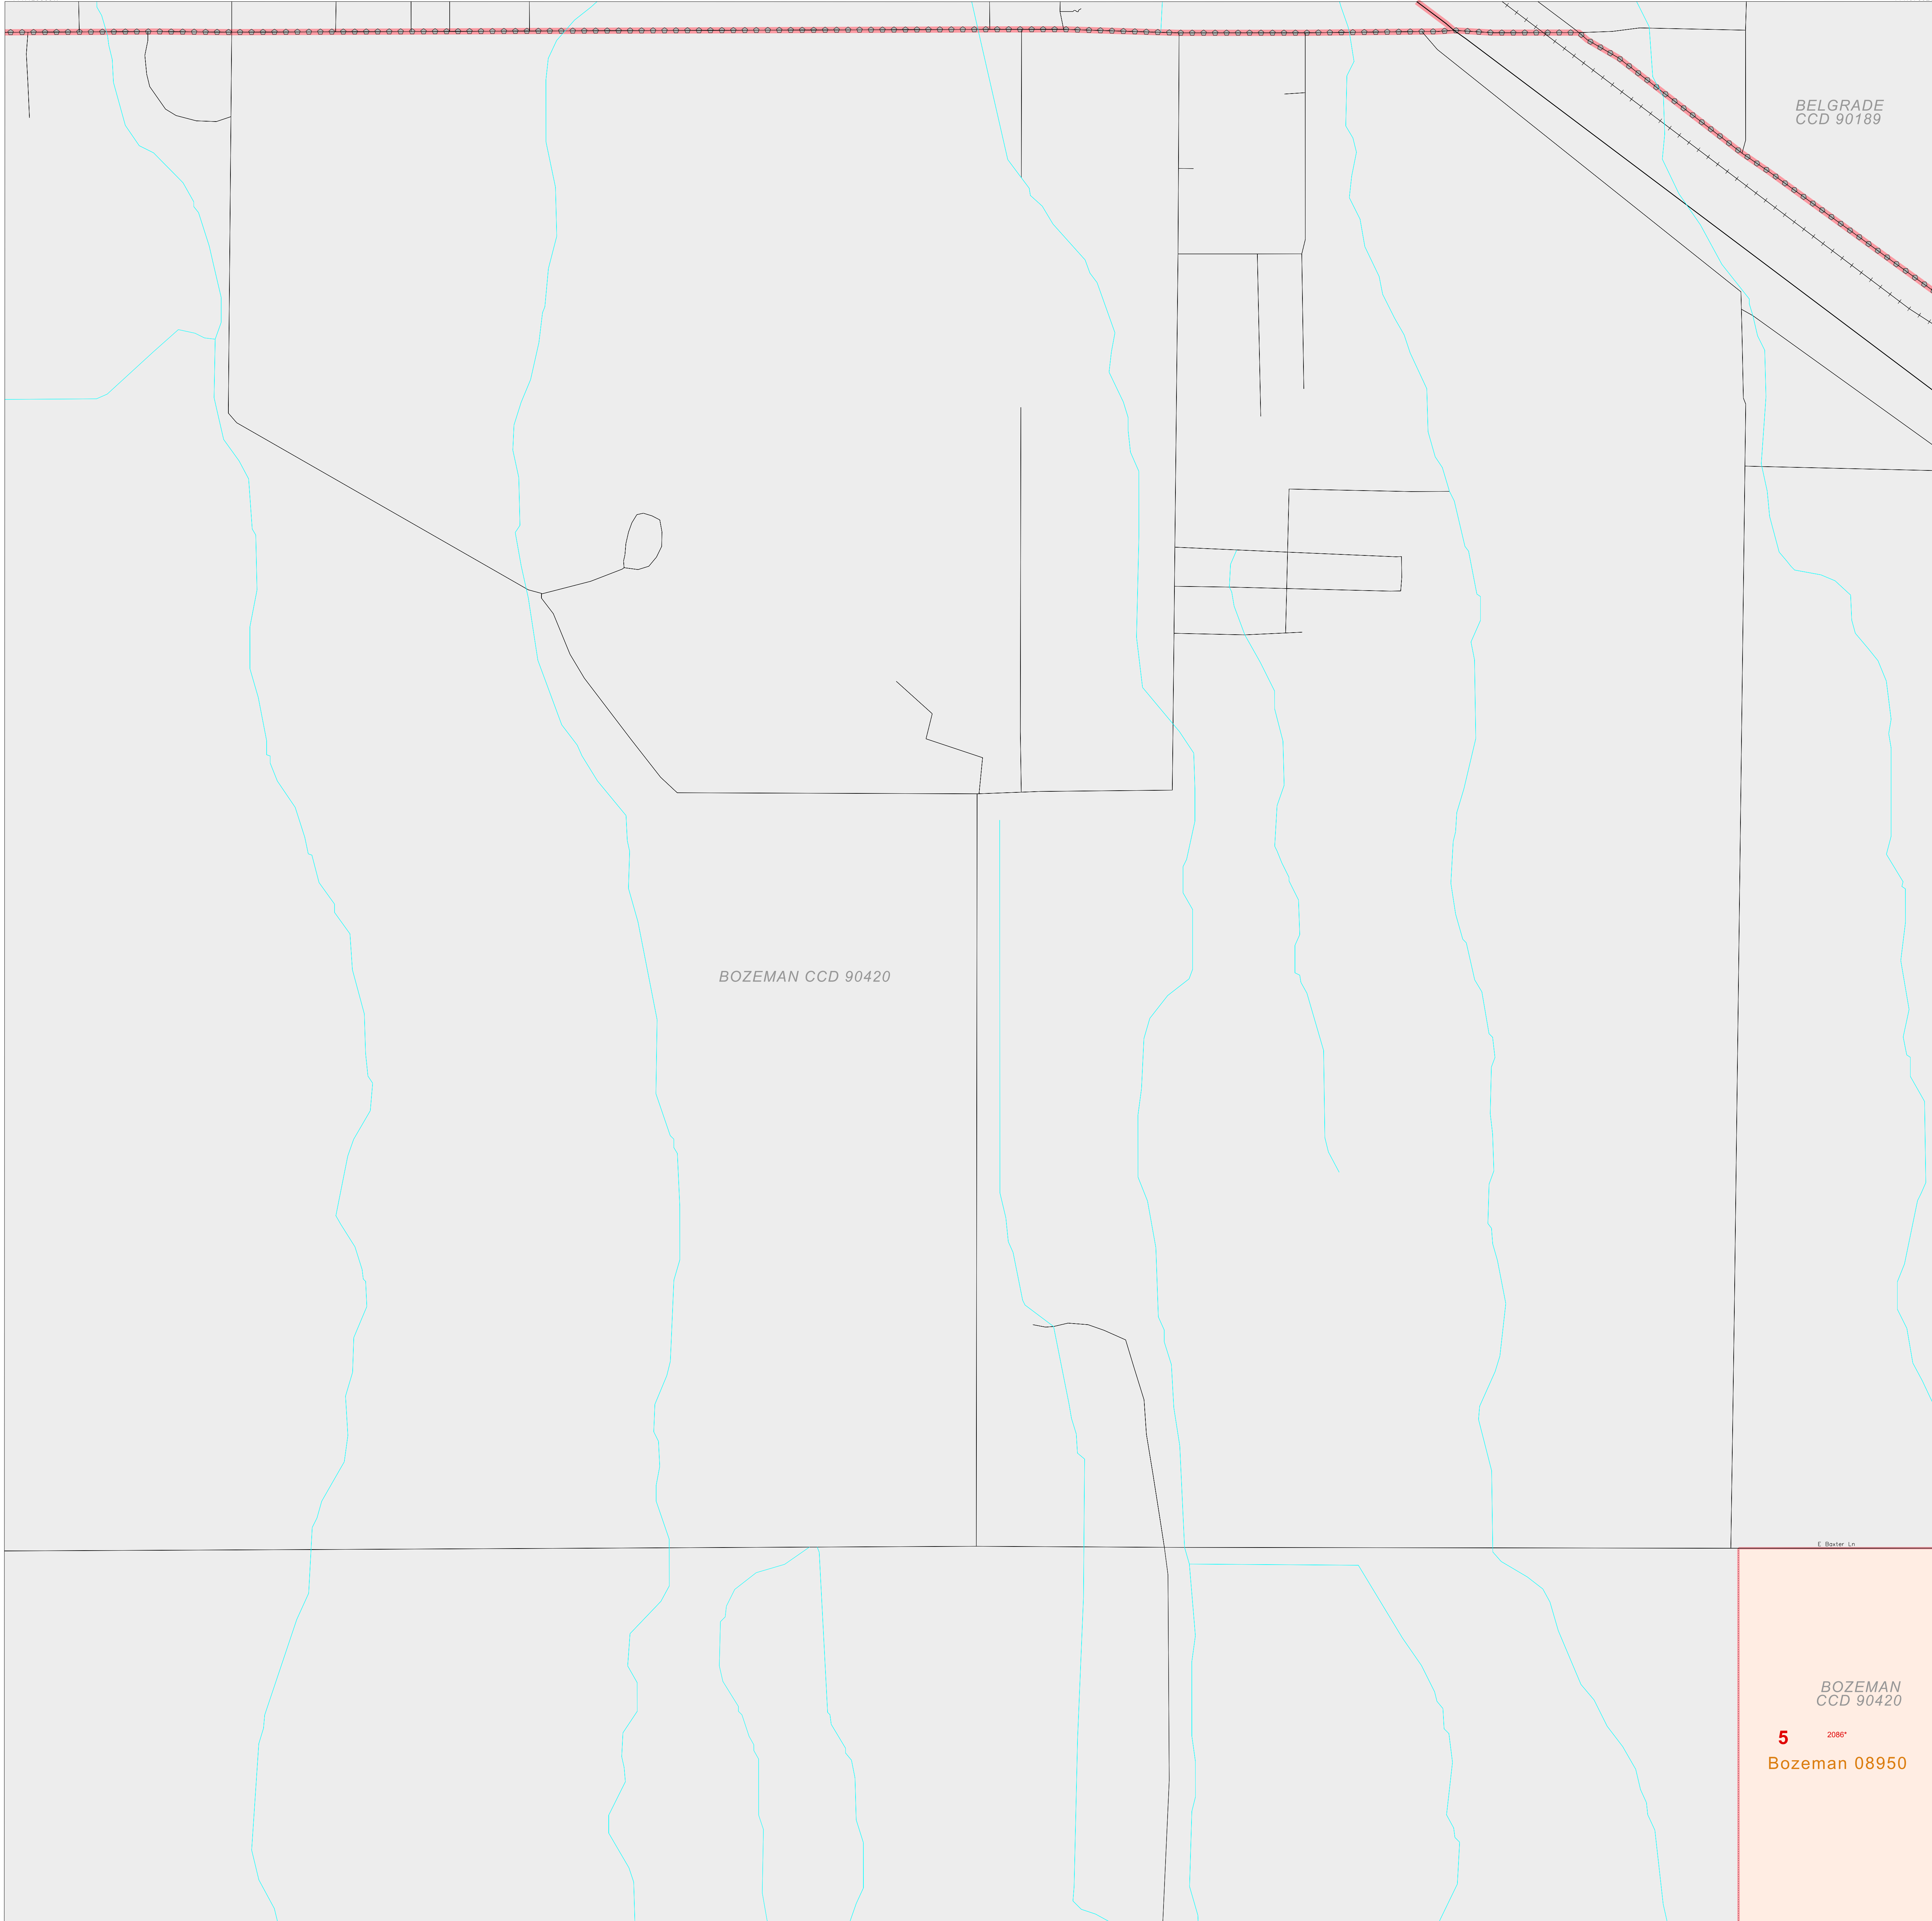 BELGRADE
CCD 90189
BOZEMAN CCD 90420
E Baxter Ln
BOZEMAN
CCD 90420
5 2086*
Bozeman 08950